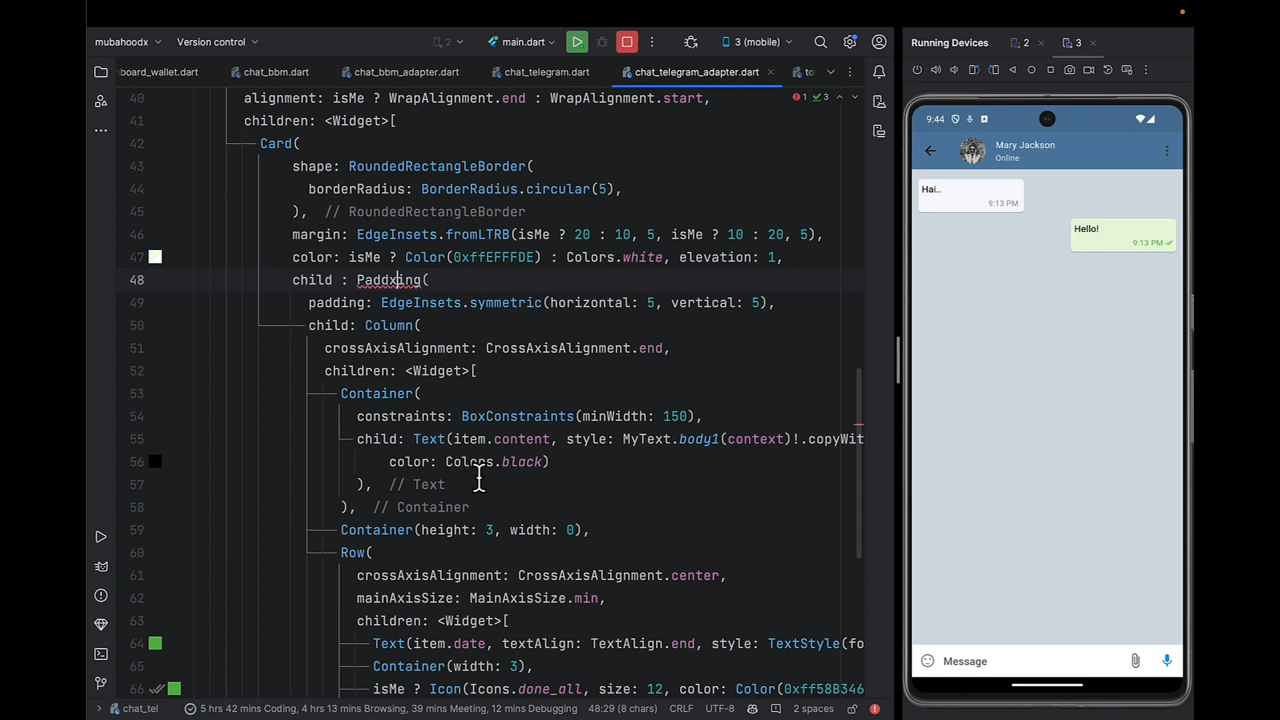 mubahoodx Version control 2 main.dart 3 (mobile) Running Devices 2 3
board_wallet.dart chat_bbm.dart chat_bbm_adapter.dart chat_telegram.dart chat_telegram_adapter.dart to
40 alignment: isMe ? WrapAlignment.end : WrapAlignment.start, 1 3
41 children: <Widget>[
42 Card(
43 shape: RoundedRectangleBorder(
44 borderRadius: BorderRadius.circular(5),
45 ), // RoundedRectangleBorder
46 margin: EdgeInsets.fromLTRB(isMe ? 20 : 10, 5, isMe ? 10 : 20, 5),
47 color: isMe ? Color(0xffEFFFDE) : Colors.white, elevation: 1,
48 child : Paddxing(
49 padding: EdgeInsets.symmetric(horizontal: 5, vertical: 5),
50 child: Column(
51 crossAxisAlignment: CrossAxisAlignment.end,
52 children: <Widget>[
53 Container(
54 constraints: BoxConstraints(minWidth: 150),
55 child: Text(item.content, style: MyText.body1(context)!.copyWit
56 color: Colors.black)
57 ), // Text
58 ), // Container
59 Container(height: 3, width: 0),
60 Row(
61 crossAxisAlignment: CrossAxisAlignment.center,
62 mainAxisSize: MainAxisSize.min,
63 children: <Widget>[
64 Text(item.date, textAlign: TextAlign.end, style: TextStyle(fo
65 Container(width: 3),
66 isMe ? Icon(Icons.done_all, size: 12, color: Color(0xff58B346
9:44
Mary Jackson
Online
Hai..
9:13 PM
Hello!
9:13 PM
Message
chat_tel 5 hrs 42 mins Coding, 4 hrs 13 mins Browsing, 39 mins Meeting, 12 mins Debugging 48:29 (8 chars) CRLF UTF-8 2 spaces